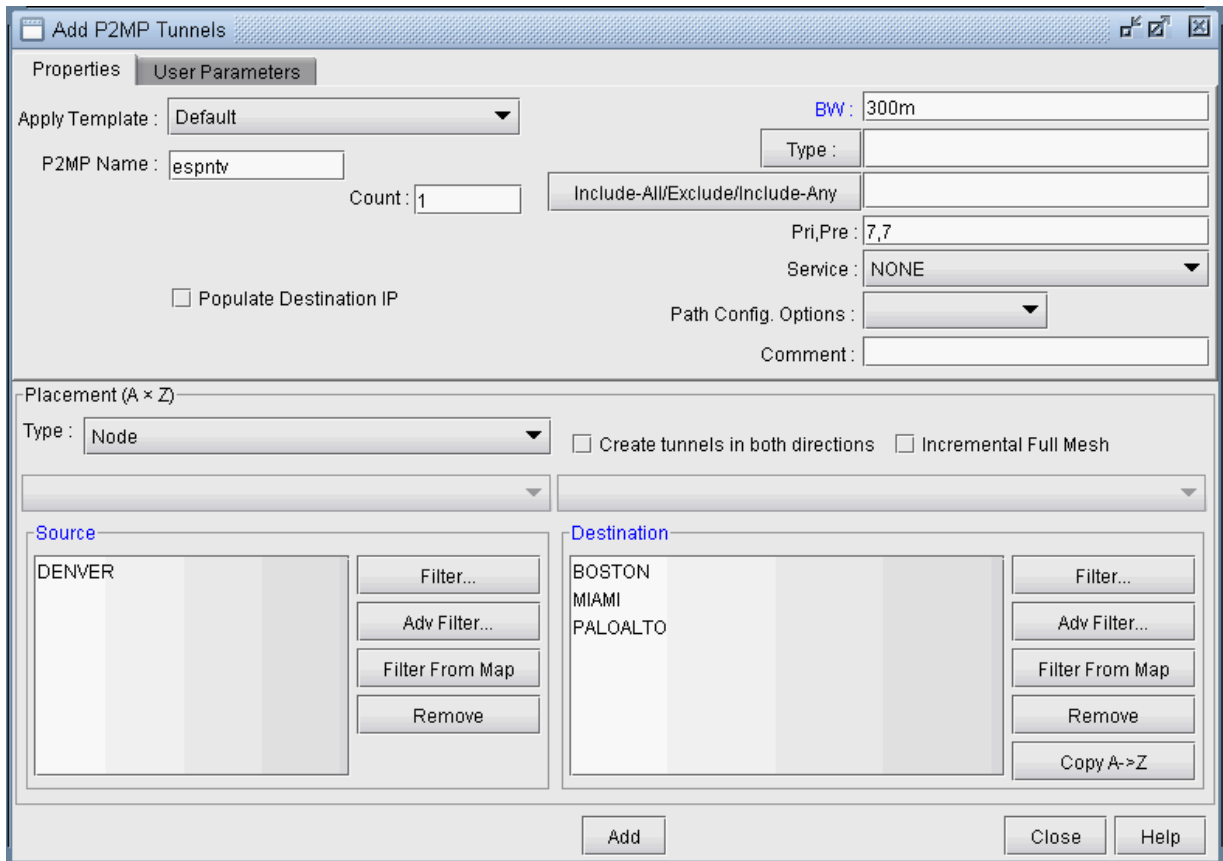 Add P2MP Tunnels
Properties
User Parameters
Apply Template : Default
P2MP Name : espntv
Count : 1
Populate Destination IP
BW : 300m
Type :
Include-All/Exclude/Include-Any
Pri,Pre : 7,7
Service : NONE
Path Config. Options :
Comment :
Placement (A × Z)
Type : Node
Create tunnels in both directions
Incremental Full Mesh
Source
DENVER
Filter...
Adv Filter...
Filter From Map
Remove
Destination
BOSTON
MIAMI
PALOALTO
Filter...
Adv Filter...
Filter From Map
Remove
Copy A->Z
Add
Close
Help